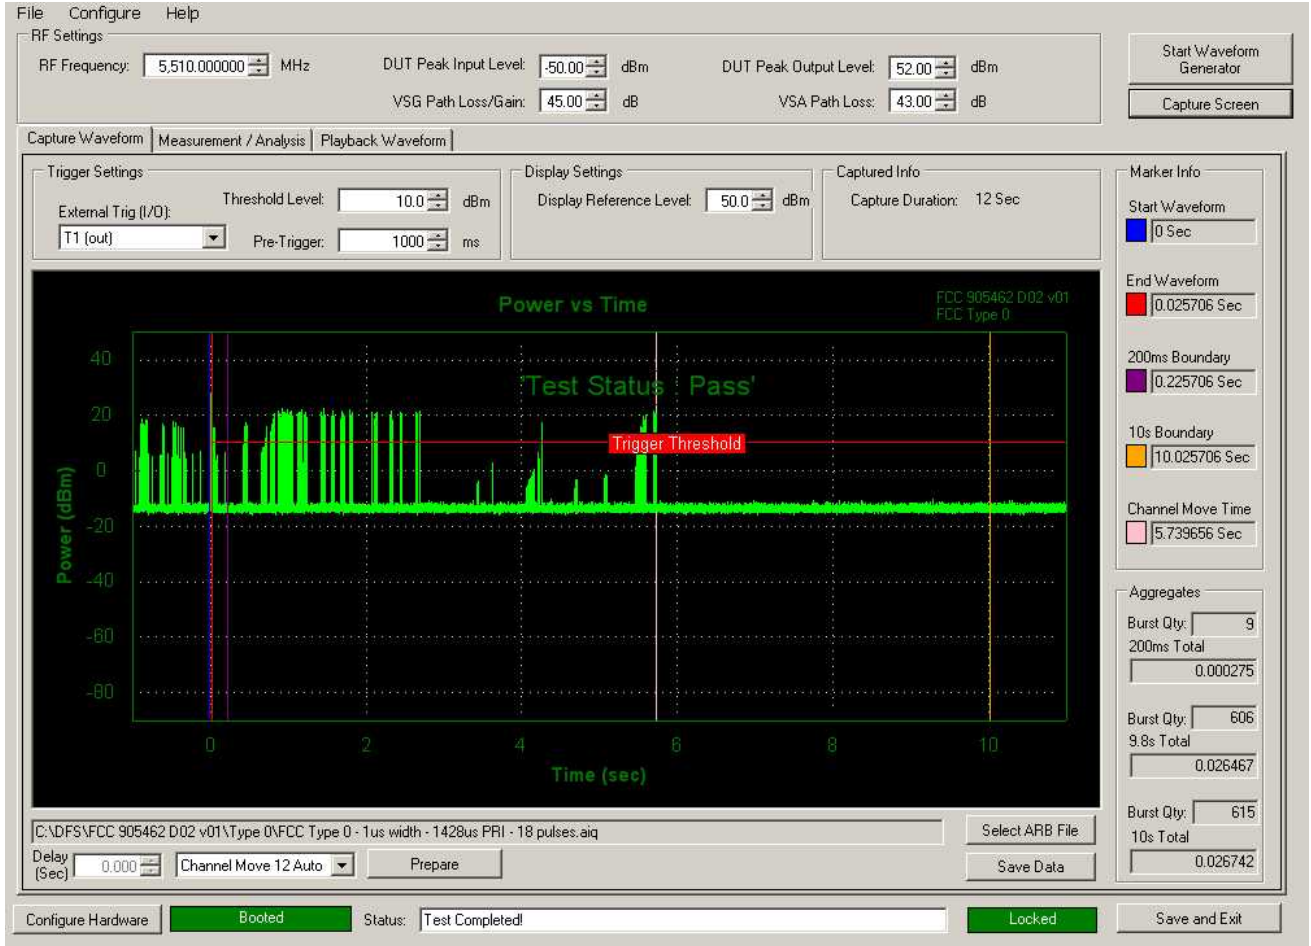 File Configure Help
RF Settings
RF Frequency: 5,510.000000 MHz DUT Peak Input Level: -50.00 dBm DUT Peak Output Level: 52.00 dBm
VSG Path Loss/Gain: 45.00 dB VSA Path Loss: 43.00 dB
Start Waveform
Generator
Capture Screen
Capture Waveform Measurement / Analysis Playback Waveform
Trigger Settings
Threshold Level: 10.0 dBm
External Trig (I/O):
T1 (out) Pre-Trigger: 1000 ms
Display Settings
Display Reference Level: 50.0 dBm
Captured Info
Capture Duration: 12 Sec
Marker Info
Start Waveform
0 Sec
End Waveform
0.025706 Sec
200ms Boundary
0.225706 Sec
10s Boundary
10.025706 Sec
Channel Move Time
5.739656 Sec
Power vs Time
FCC 905462 D02 v01
FCC Type 0
'Test Status : Pass'
Trigger Threshold
Power (dBm)
40
20
0
-20
-40
-60
-80
0 2 4 6 8 10
Time (sec)
Aggregates
Burst Qty: 9
200ms Total
0.000275
Burst Qty: 606
9.8s Total
0.026467
Burst Qty: 615
10s Total
0.026742
C:\DFS\FCC 905462 D02 v01\Type 0\FCC Type 0 - 1us width - 1428us PRI - 18 pulses.aiq
Select ARB File
Delay
(Sec) 0.000 Channel Move 12 Auto Prepare
Save Data
Configure Hardware Booted Status: Test Completed! Locked Save and Exit